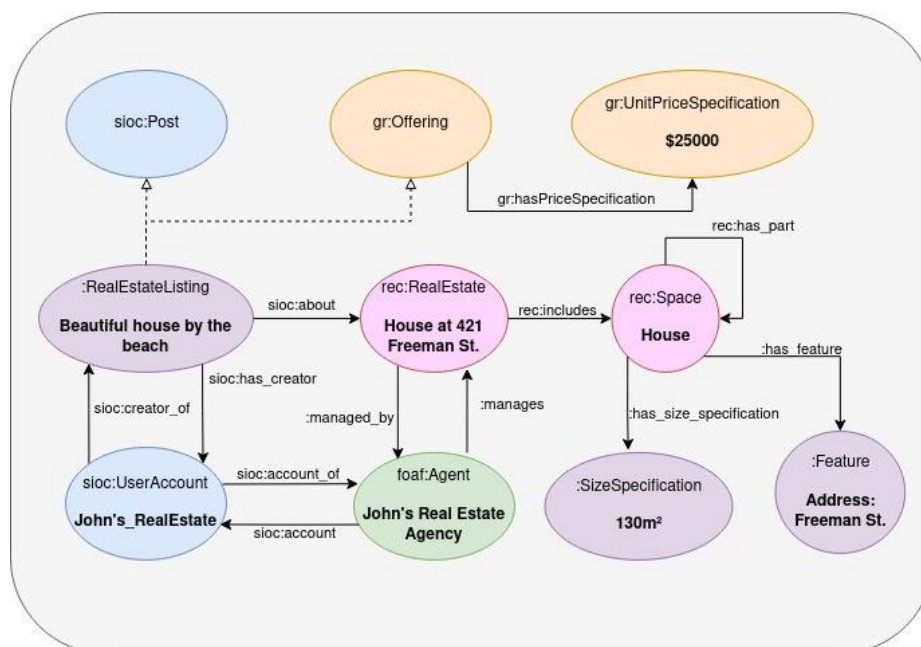 sioc:Post
gr:Offering
gr:UnitPriceSpecification
$25000
gr:hasPriceSpecification
rec:has_part
:RealEstateListing
Beautiful house by the
beach
sioc:about
rec:RealEstate
House at 421
Freeman St.
rec:includes
rec:Space
House
:has_feature
sioc:has_creator
sioc:creator_of
:managed_by
:manages
:has_size_specification
sioc:UserAccount
John's_RealEstate
sioc:account_of
sioc:account
foaf:Agent
John's Real Estate
Agency
:SizeSpecification
130m²
:Feature
Address:
Freeman St.